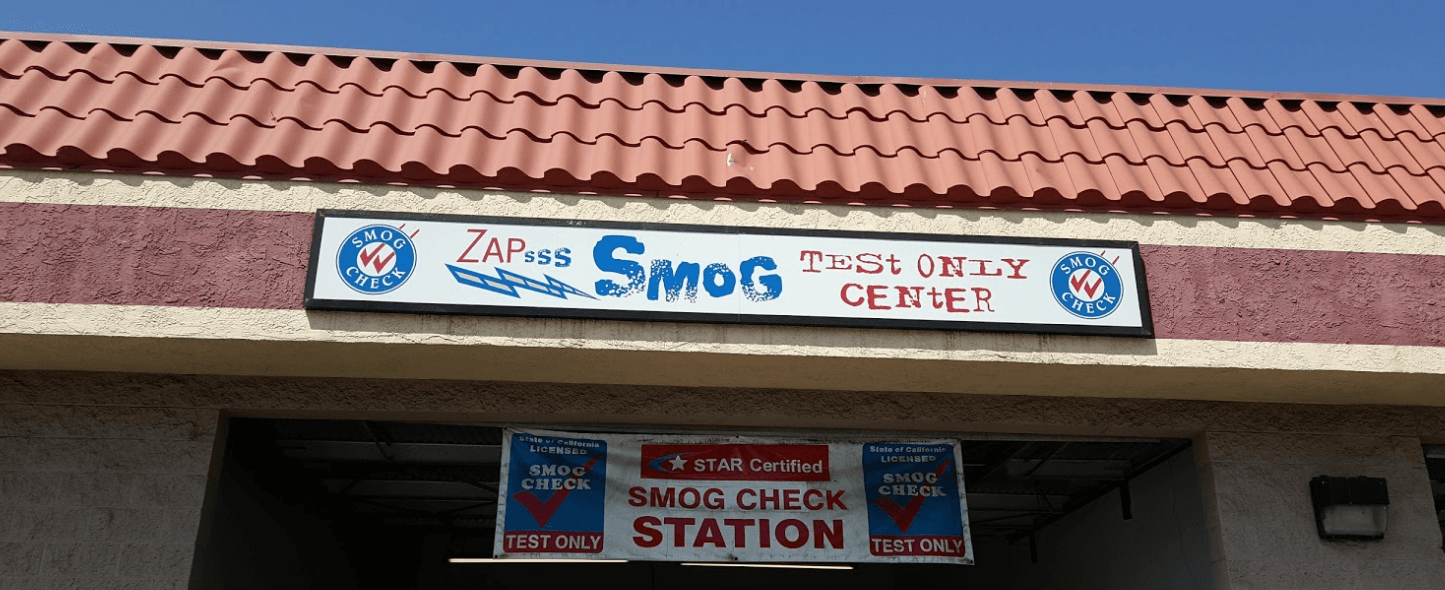 SMOG CHECK
ZAPsss SMOG TEST ONLY CENTER
SMOG CHECK
State of California
LICENSED
SMOG
CHECK
TEST ONLY
STAR Certified
SMOG CHECK
STATION
State of California
LICENSED
SMOG
CHECK
TEST ONLY